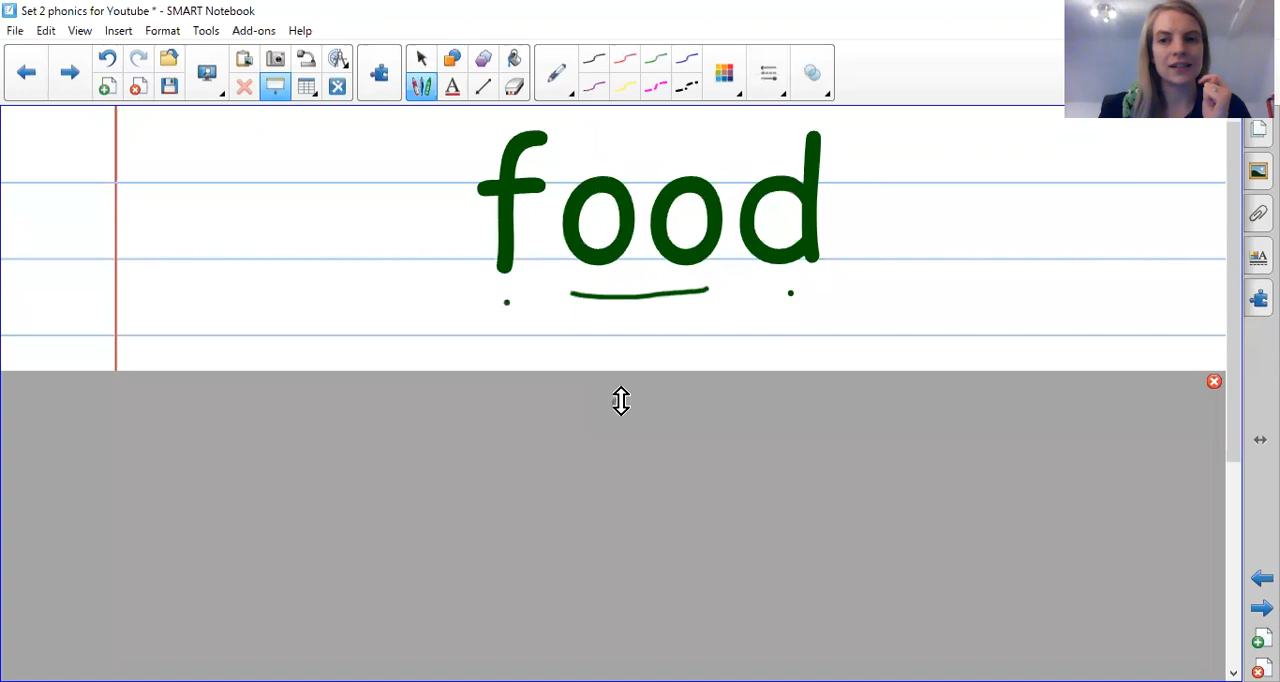 Set 2 phonics for Youtube * - SMART Notebook
File Edit View Insert Format Tools Add-ons Help
food